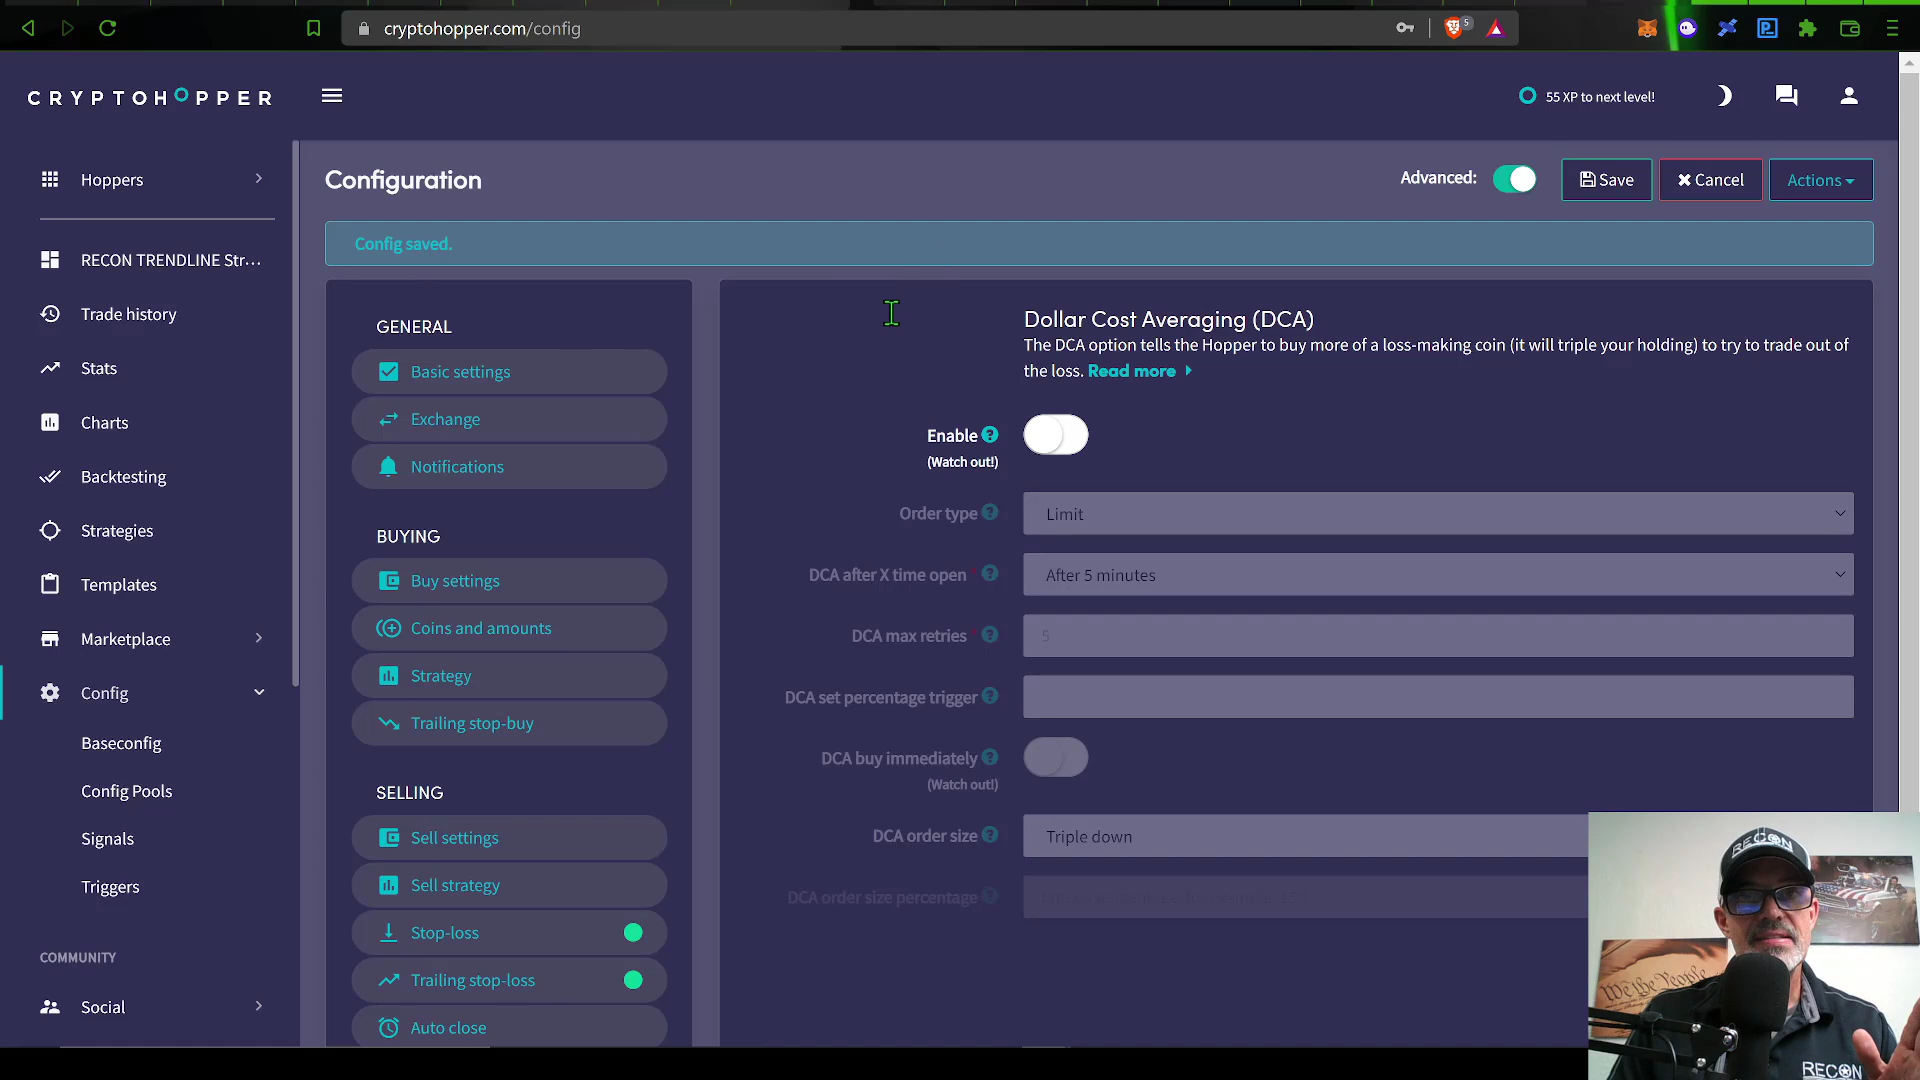 cryptohopper.com/config
5
CRYPTOHOPPER
55 XP to next level!
Hoppers
RECON TRENDLINE Str...
Trade history
Stats
Charts
Backtesting
Strategies
Templates
Marketplace
Config
Baseconfig
Config Pools
Signals
Triggers
COMMUNITY
Social
Configuration
Advanced:
Save
Cancel
Actions
Config saved.
GENERAL
Basic settings
Exchange
Notifications
BUYING
Buy settings
Coins and amounts
Strategy
Trailing stop-buy
SELLING
Sell settings
Sell strategy
Stop-loss
Trailing stop-loss
Auto close
Dollar Cost Averaging (DCA)
The DCA option tells the Hopper to buy more of a loss-making coin (it will triple your holding) to try to trade out of
the loss. Read more
Enable ?
(Watch out!)
Order type ?
Limit
DCA after X time open * ?
After 5 minutes
DCA max retries * ?
5
DCA set percentage trigger ?
DCA buy immediately ?
(Watch out!)
DCA order size ?
Triple down
DCA order size percentage ?
RECON
We the People
RECON